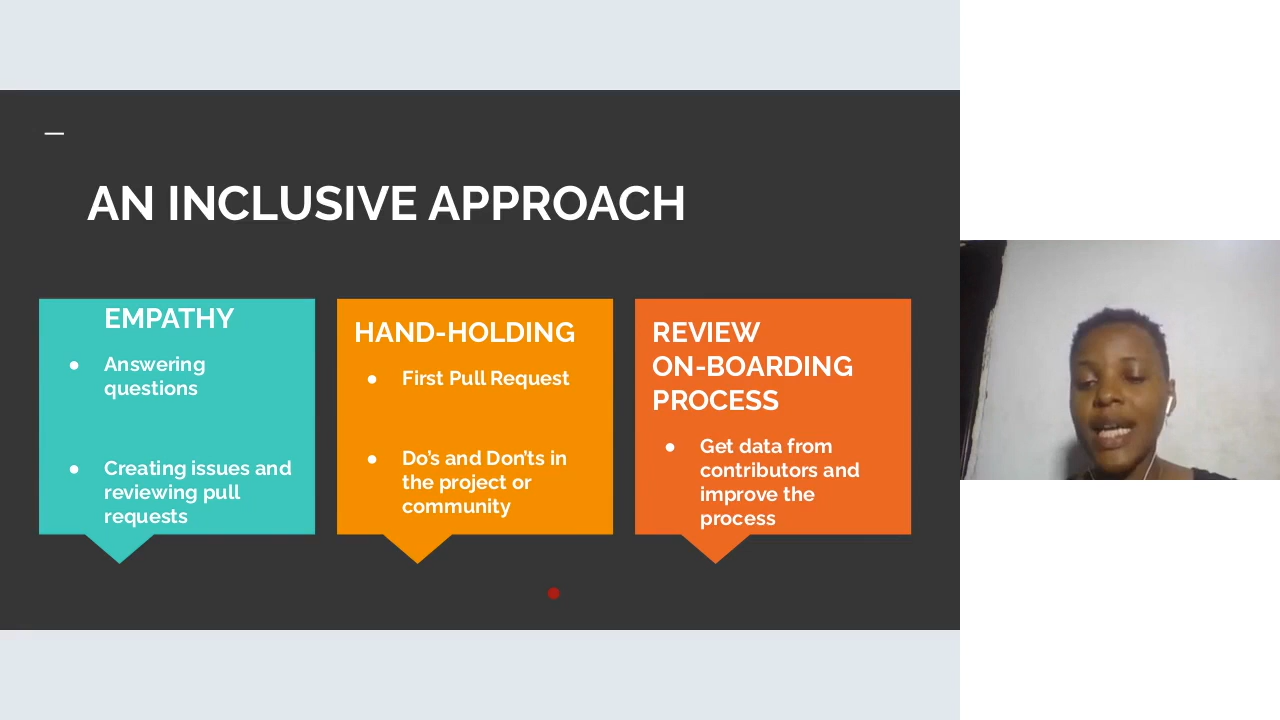 AN INCLUSIVE APPROACH
EMPATHY
● Answering
questions
● Creating issues and
reviewing pull
requests
HAND-HOLDING
● First Pull Request
● Do's and Don'ts in
the project or
community
REVIEW
ON-BOARDING
PROCESS
● Get data from
contributors and
improve the
process